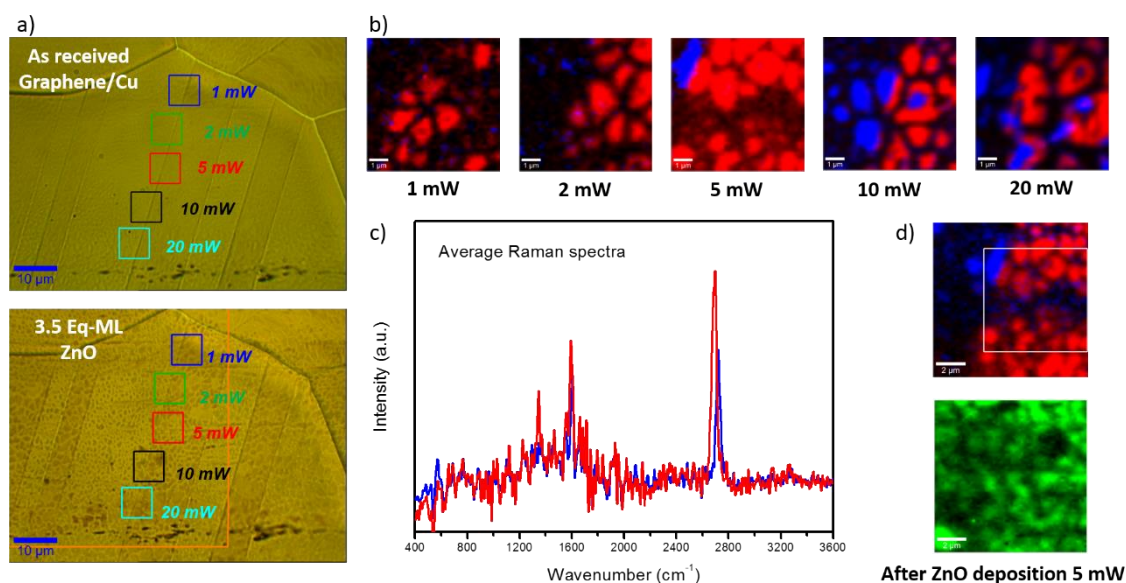 a)
As received
Graphene/Cu
1 mW
2 mW
5 mW
10 mW
20 mW
10 µm
3.5 Eq-ML
ZnO
1 mW
2 mW
5 mW
10 mW
20 mW
10 µm
b)
1 µm
1 µm
1 µm
1 µm
1 µm
1 mW
2 mW
5 mW
10 mW
20 mW
c)
Average Raman spectra
Intensity (a.u.)
400
800
1200
1600
2000
2400
2800
3200
3600
Wavenumber (cm⁻¹)
d)
2 µm
2 µm
After ZnO deposition 5 mW